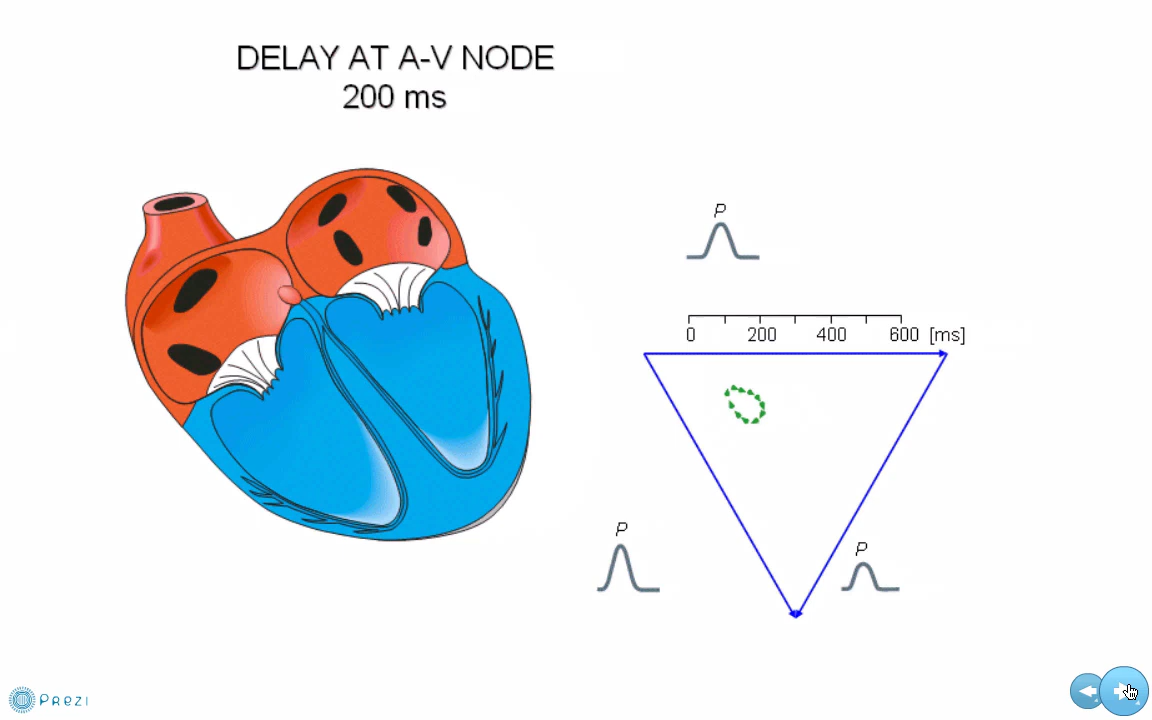 DELAY AT A-V NODE
200 ms
P
0 200 400 600 [ms]
P
P
PREZI